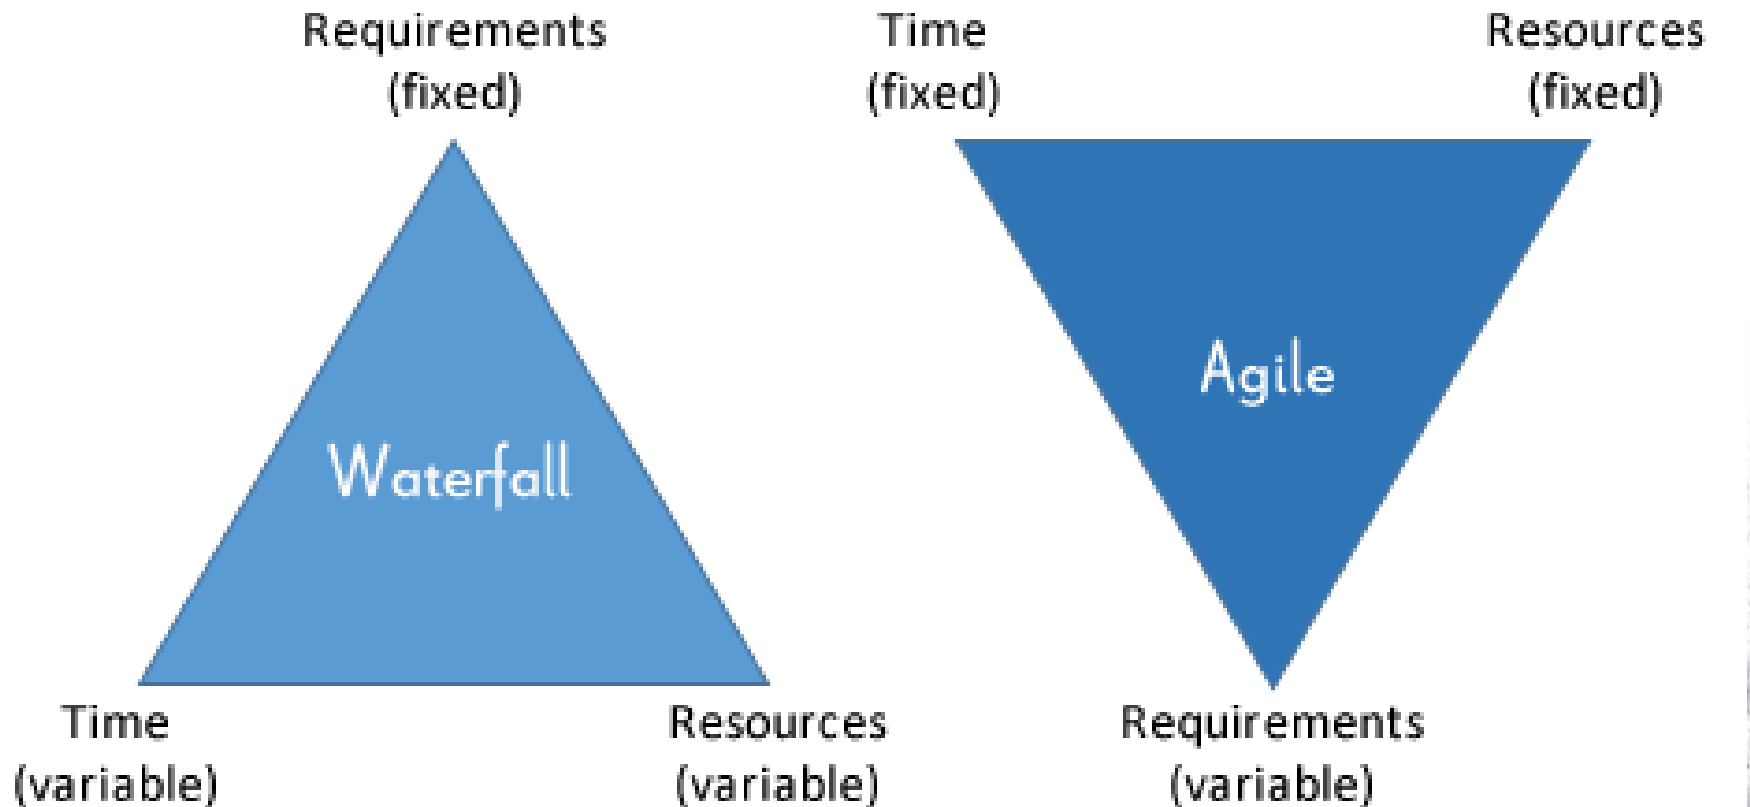 Requirements
(fixed)
Waterfall
Time
(variable)
Resources
(variable)
Time
(fixed)
Resources
(fixed)
Agile
Requirements
(variable)